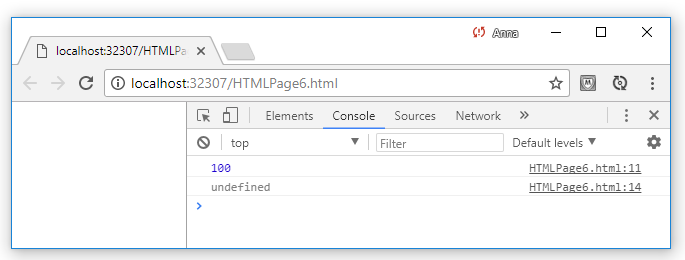 Anna
localhost:32307/HTMLPa
localhost:32307/HTMLPage6.html
Elements Console Sources Network
top Filter Default levels
100 HTMLPage6.html:11
undefined HTMLPage6.html:14